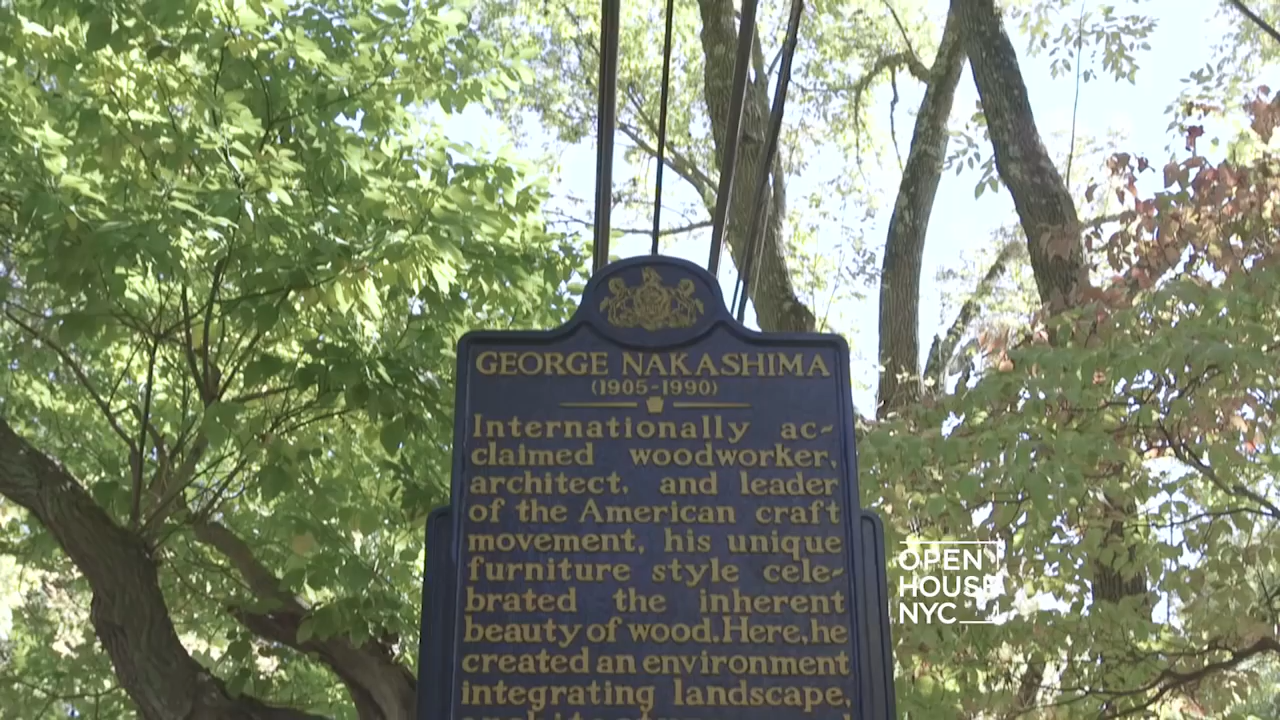 GEORGE NAKASHIMA
(1905-1990)
Internationally ac-
claimed woodworker,
architect, and leader
of the American craft
movement, his unique
furniture style cele-
brated the inherent
beauty of wood. Here, he
created an environment
integrating landscape,
OPEN
HOUSE
NYC